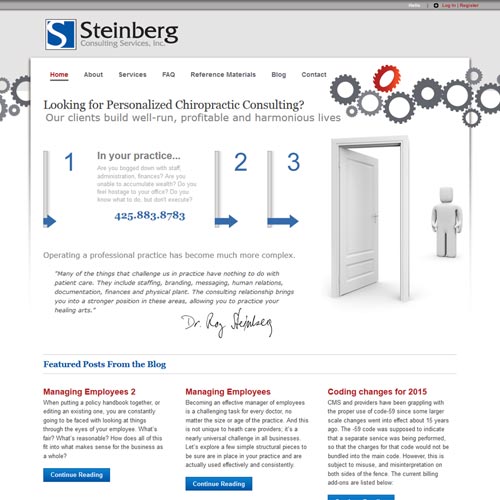 Hello | Log In | Register
S Steinberg
Consulting Services, Inc.
Home About Services FAQ Reference Materials Blog Contact
Looking for Personalized Chiropractic Consulting?
Our clients build well-run, profitable and harmonious lives
1
In your practice...
Are you bogged down with staff,
administration, finances? Are you
unable to accumulate wealth? Do you
feel hostage to your office? Do you
know what to do, but don't execute?
425.883.8783
2
3
Operating a professional practice has become much more complex.
"Many of the things that challenge us in practice have nothing to do with
patient care. They include staffing, branding, messaging, human relations,
documentation, finances and physical plant. The consulting relationship brings
you into a stronger position in these areas, allowing you to practice your
healing arts."
Dr. Roy Steinberg
Featured Posts From the Blog
Managing Employees 2
When putting a policy handbook together, or
editing an existing one, you are constantly
going to be faced with looking at things
through the eyes of your employee. What's
fair? What's reasonable? How does all of this
fit into what makes sense for the business as
a whole?
Continue Reading
Managing Employees
Becoming an effective manager of employees
is a challenging task for every doctor, no
matter the size or age of the practice. And
this is not unique to heath care providers; it's a
nearly universal challenge in all businesses.
Let's explore a few simple structural pieces to
be sure are in place in your practice and are
actually used effectively and consistently.
Continue Reading
Coding changes for 2015
CMS and providers have been grappling with
the proper use of code-59 since some larger
scale changes went into effect about 15 years
ago. The -59 code was supposed to indicate
that a separate service was being performed,
so that the charges for that code would not be
bundled into the main code. However, this is
subject to misuse, and misinterpretation on
both sides of the fence. The current billing
add-ons are listed below: